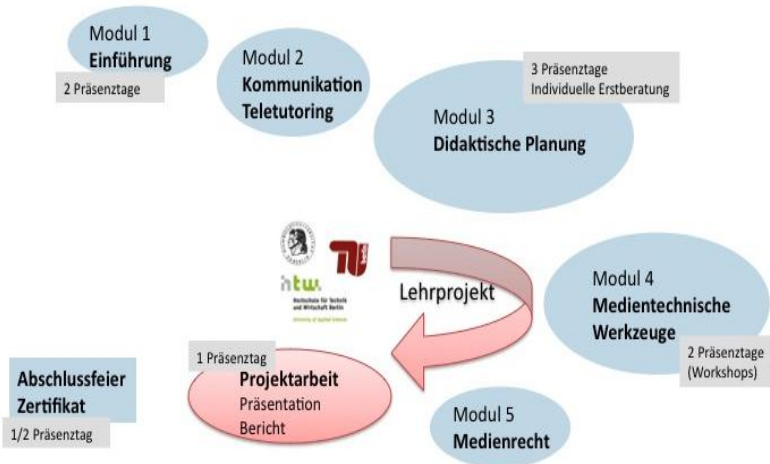 Modul 1
Einführung
2 Präsenztage
Modul 2
Kommunikation
Teletutoring
3 Präsenztage
Individuelle Erstberatung
Modul 3
Didaktische Planung
htw
Hochschule für Technik
und Wirtschaft Berlin
University of Applied Sciences
Lehrprojekt
Modul 4
Medientechnische
Werkzeuge
2 Präsenztage
(Workshops)
Modul 5
Medienrecht
1 Präsenztag
Projektarbeit
Präsentation
Bericht
Abschlussfeier
Zertifikat
1/2 Präsenztag